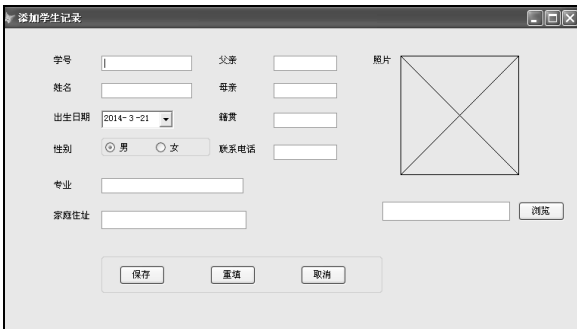 添加学生记录
学号 父亲 照片
姓名 母亲
出生日期 2014-3-21 籍贯
性别 男 女 联系电话
专业
家庭住址 浏览
保存 重填 取消